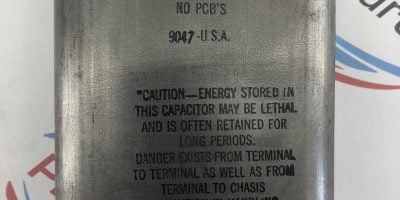 NO PCB'S
9047-U.S.A.
"CAUTION—ENERGY STORED IN
THIS CAPACITOR MAY BE LETHAL
AND IS OFTEN RETAINED FOR
LONG PERIODS.
DANGER EXISTS FROM TERMINAL
TO TERMINAL AS WELL AS FROM
TERMINAL TO CHASIS